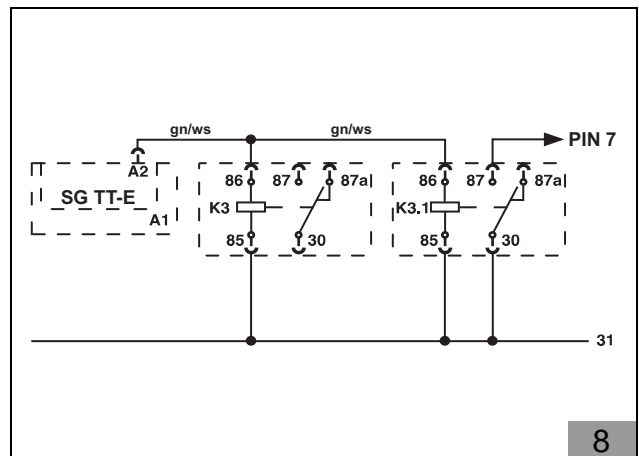 gn/ws gn/ws
PIN 7
A2
86 87 87a 86 87 87a
SG TT-E
K3 K3.1
A1
85 30 85 30
31
8